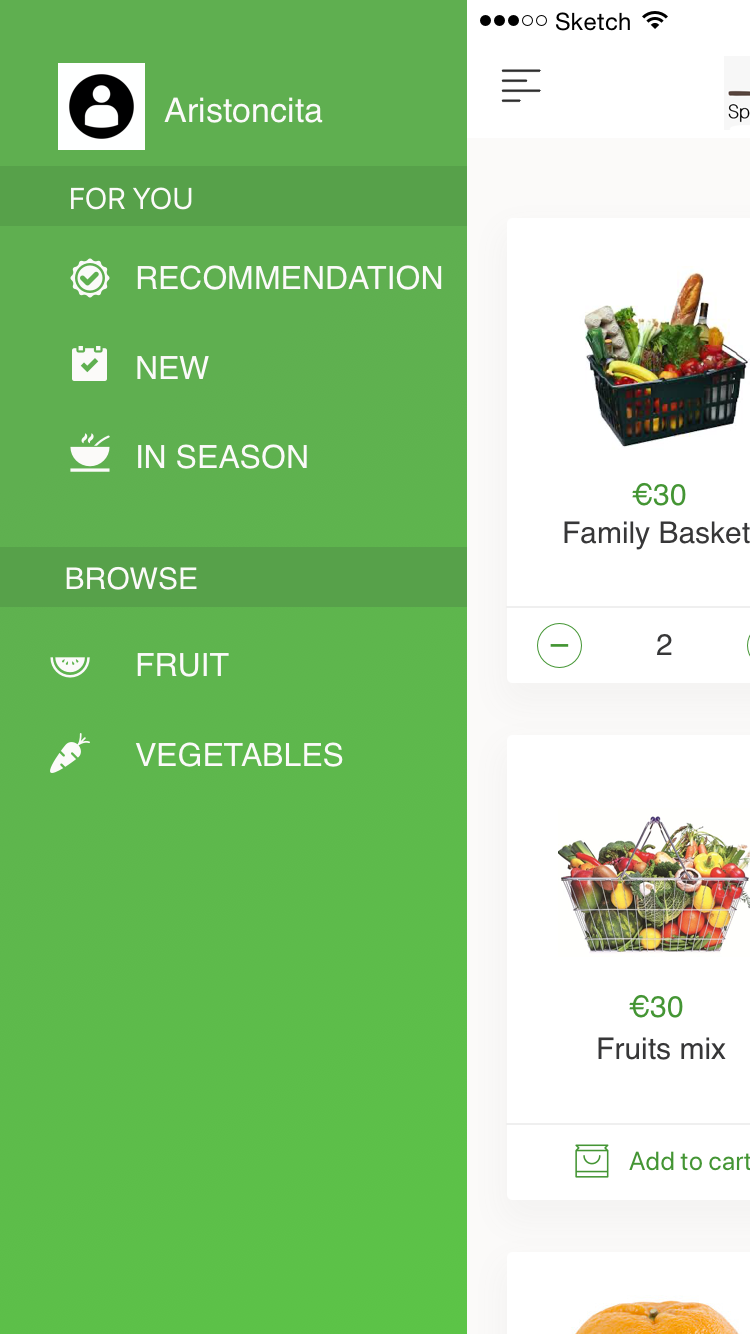 Sketch
Aristoncita
FOR YOU
RECOMMENDATION
NEW
IN SEASON
BROWSE
FRUIT
VEGETABLES
Sp
€30
Family Basket
2
€30
Fruits mix
Add to cart